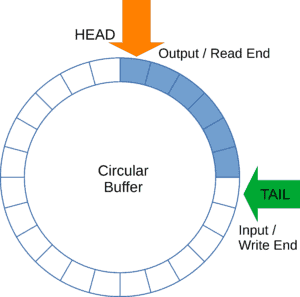 HEAD
Output / Read End
Circular
Buffer
TAIL
Input /
Write End